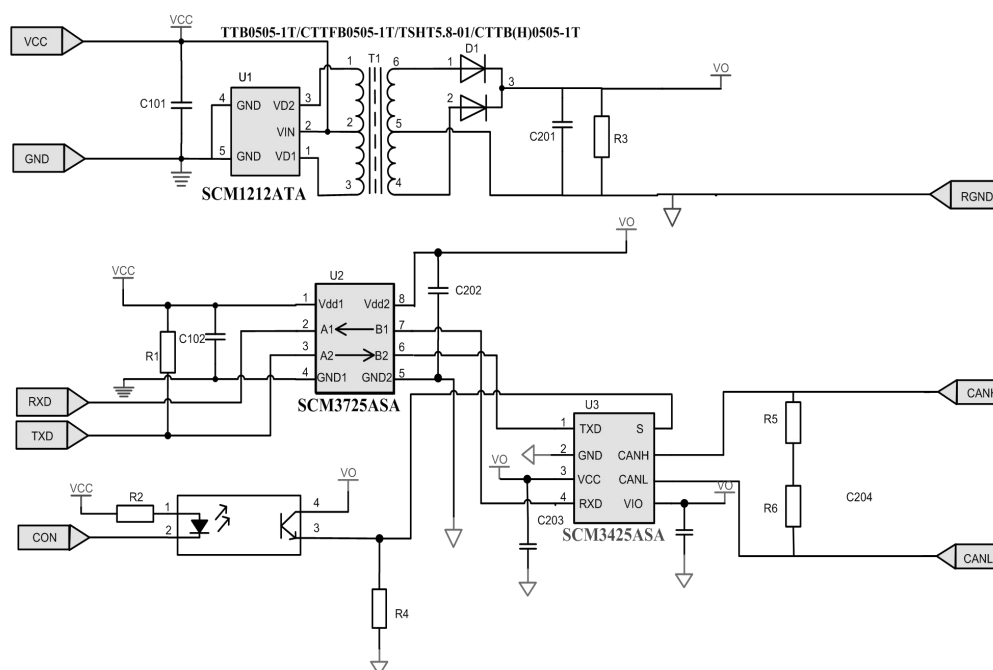 TTB0505-1T/CTTFB0505-1T/TSHT5.8-01/CTTB(H)0505-1T
VCC
VCC
C101
GND
U1
4 GND VD2 3
VIN 2
5 GND VD1 1
SCM1212ATA
T1
1
2
3
6
5
4
D1
1
2
3
C201
R3
VO
RGND
VCC
R1
C102
U2
1 Vdd1 Vdd2 8
2 A1 B1 7
3 A2 B2 6
4 GND1 GND2 5
SCM3725ASA
C202
VO
RXD
TXD
VCC
R2
CON
1
2
4
3
VO
R4
U3
1 TXD S
2 GND CANH
3 VCC CANL
4 RXD VIO
SCM3425ASA
VO
C203
VO
C204
R5
R6
CANH
CANL